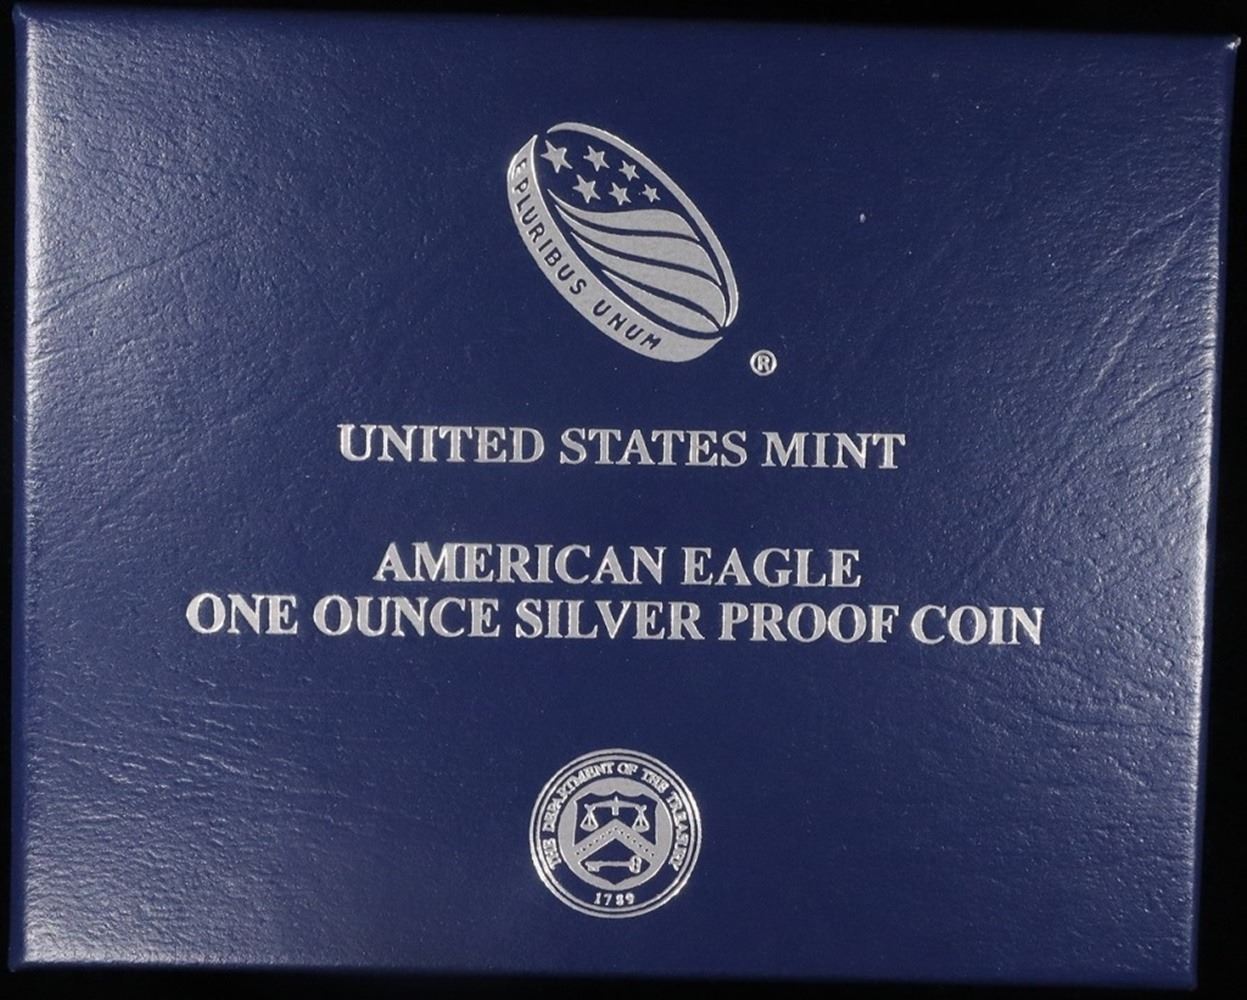 E PLURIBUS UNUM
®
UNITED STATES MINT
AMERICAN EAGLE
ONE OUNCE SILVER PROOF COIN
THE DEPARTMENT OF THE TREASURY
1789